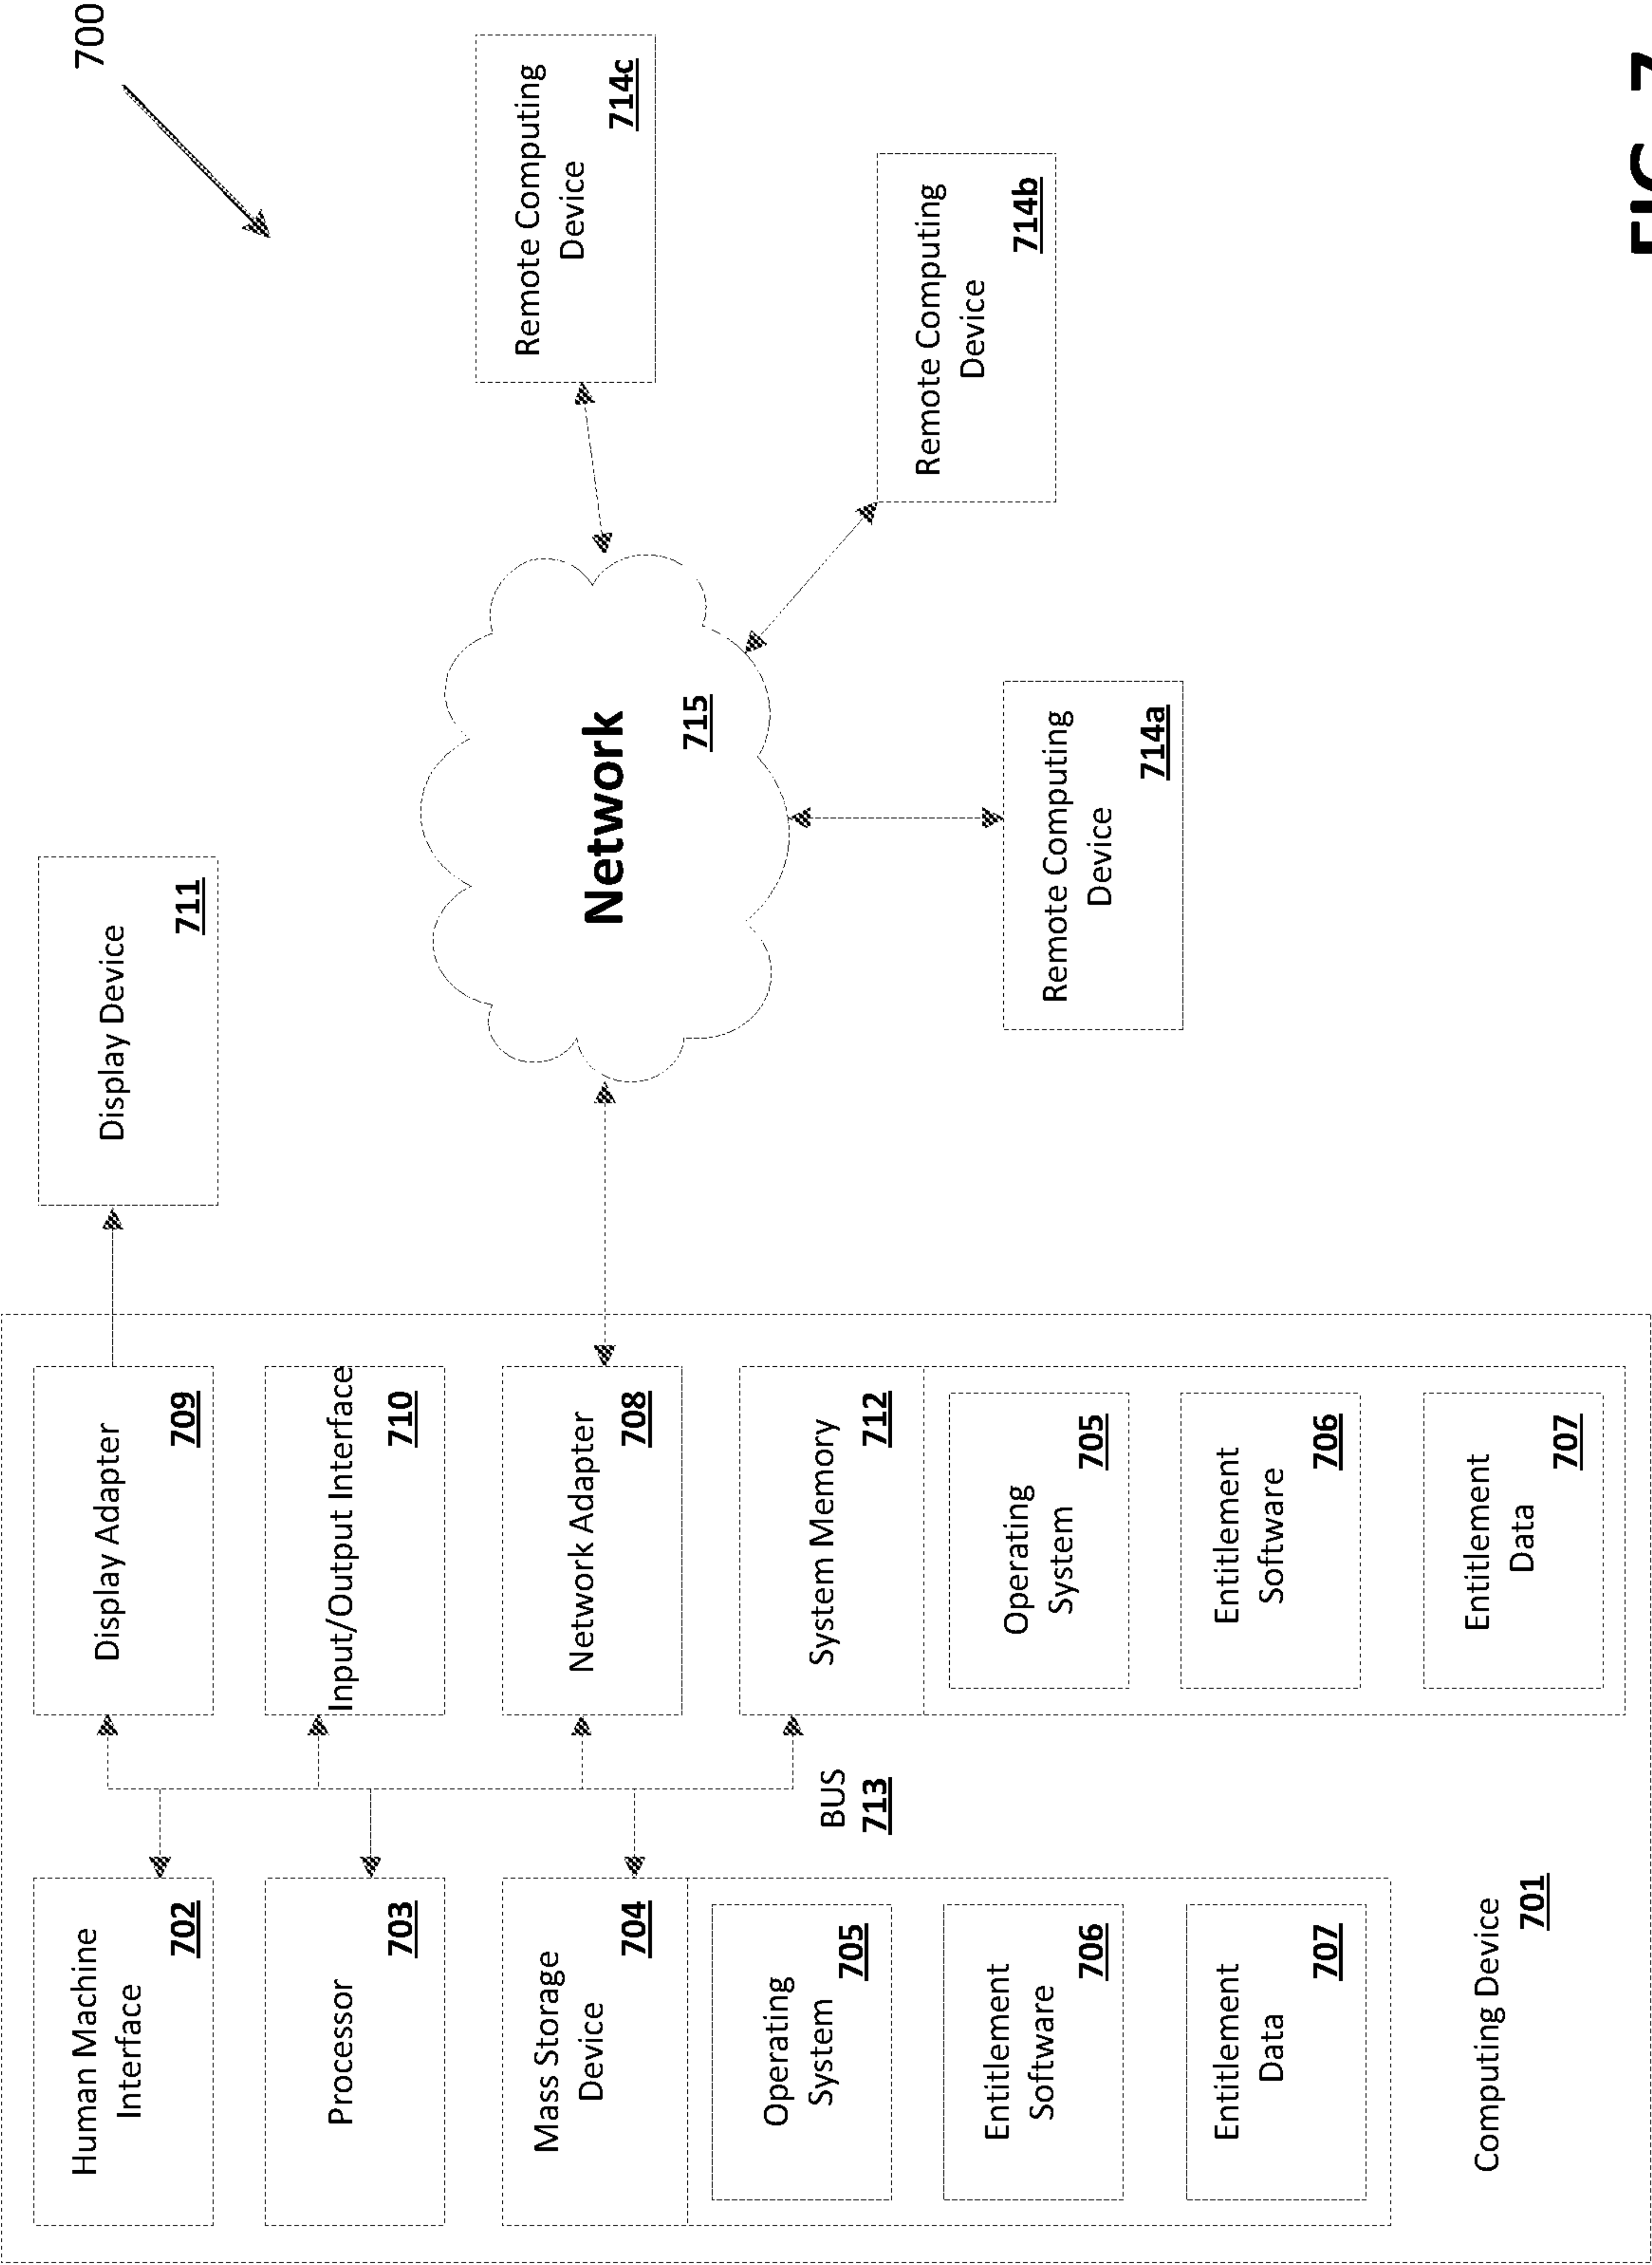 700
Human Machine
Interface
702
Processor
703
Mass Storage
Device
704
Operating
System
705
Entitlement
Software
706
Entitlement
Data
707
Computing Device
701
BUS
713
Display Adapter
709
Input/Output Interface
710
Network Adapter
708
System Memory
712
Operating
System
705
Entitlement
Software
706
Entitlement
Data
707
Display Device
711
Network
715
Remote Computing
Device
714a
Remote Computing
Device
714b
Remote Computing
Device
714c
FIG. 7